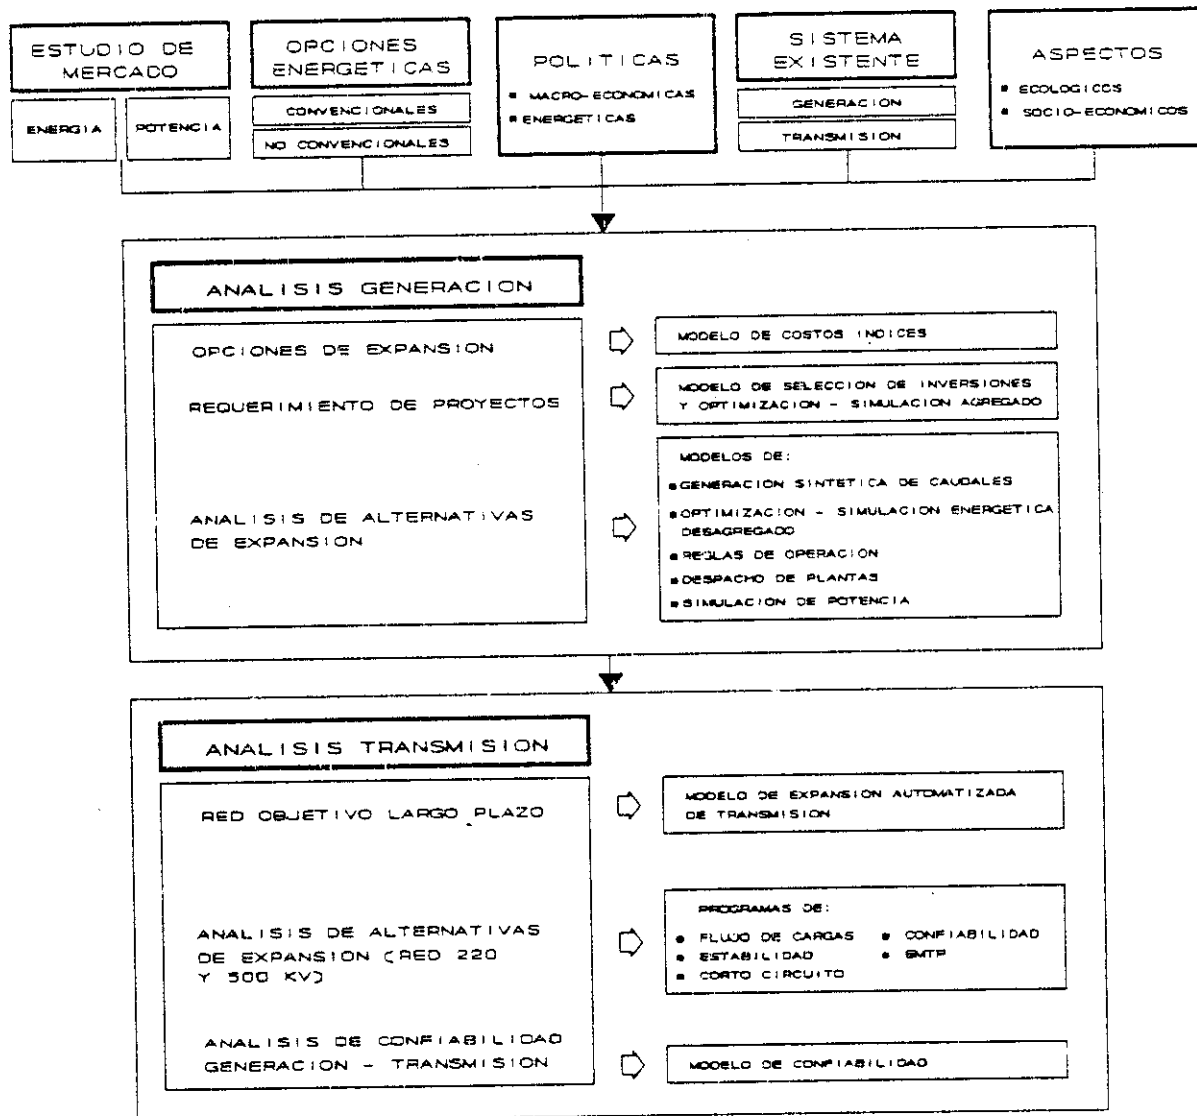 ESTUDIO DE
MERCADO
ENERGIA
POTENCIA
OPCIONES
ENERGETICAS
CONVENCIONALES
NO CONVENCIONALES
POLITICAS
▪ MACRO-ECONOMICAS
▪ ENERGETICAS
SISTEMA
EXISTENTE
GENERACION
TRANSMISION
ASPECTOS
▪ ECOLOGICOS
▪ SOCIO-ECONOMICOS
ANALISIS GENERACION
OPCIONES DE EXPANSION
MODELO DE COSTOS INDICES
REQUERIMIENTO DE PROYECTOS
MODELO DE SELECCION DE INVERSIONES
Y OPTIMIZACION - SIMULACION AGREGADO
ANALISIS DE ALTERNATIVAS
DE EXPANSION
MODELOS DE:
▪ GENERACION SINTETICA DE CAUDALES
▪ OPTIMIZACION - SIMULACION ENERGETICA
DESAGREGADO
▪ REGLAS DE OPERACION
▪ DESPACHO DE PLANTAS
▪ SIMULACION DE POTENCIA
ANALISIS TRANSMISION
RED OBJETIVO LARGO PLAZO
MODELO DE EXPANSION AUTOMATIZADA
DE TRANSMISION
ANALISIS DE ALTERNATIVAS
DE EXPANSION (RED 220
Y 500 KV)
PROGRAMAS DE:
▪ FLUJO DE CARGAS
▪ ESTABILIDAD
▪ CORTO CIRCUITO
▪ CONFIABILIDAD
▪ EMTP
ANALISIS DE CONFIABILIDAD
GENERACION - TRANSMISION
MODELO DE CONFIABILIDAD